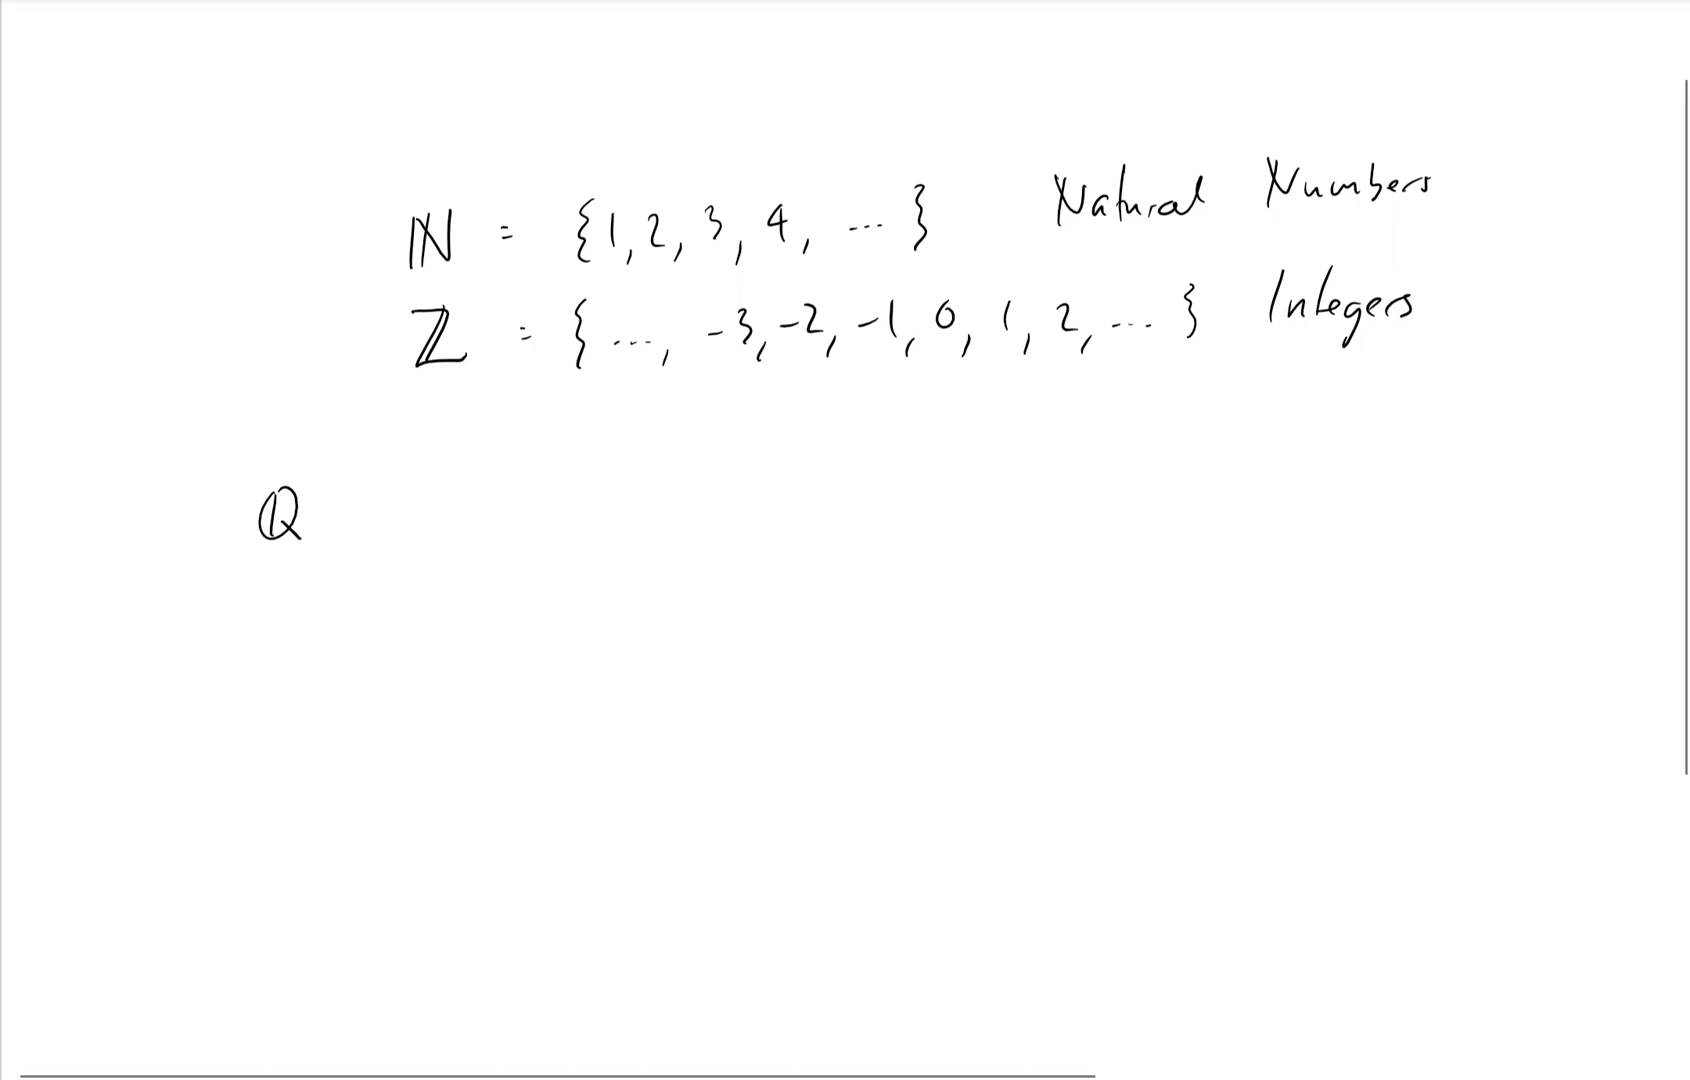 ℕ = {1, 2, 3, 4, ... } Natural Numbers
ℤ = { ..., -3, -2, -1, 0, 1, 2, ... } Integers
ℚ